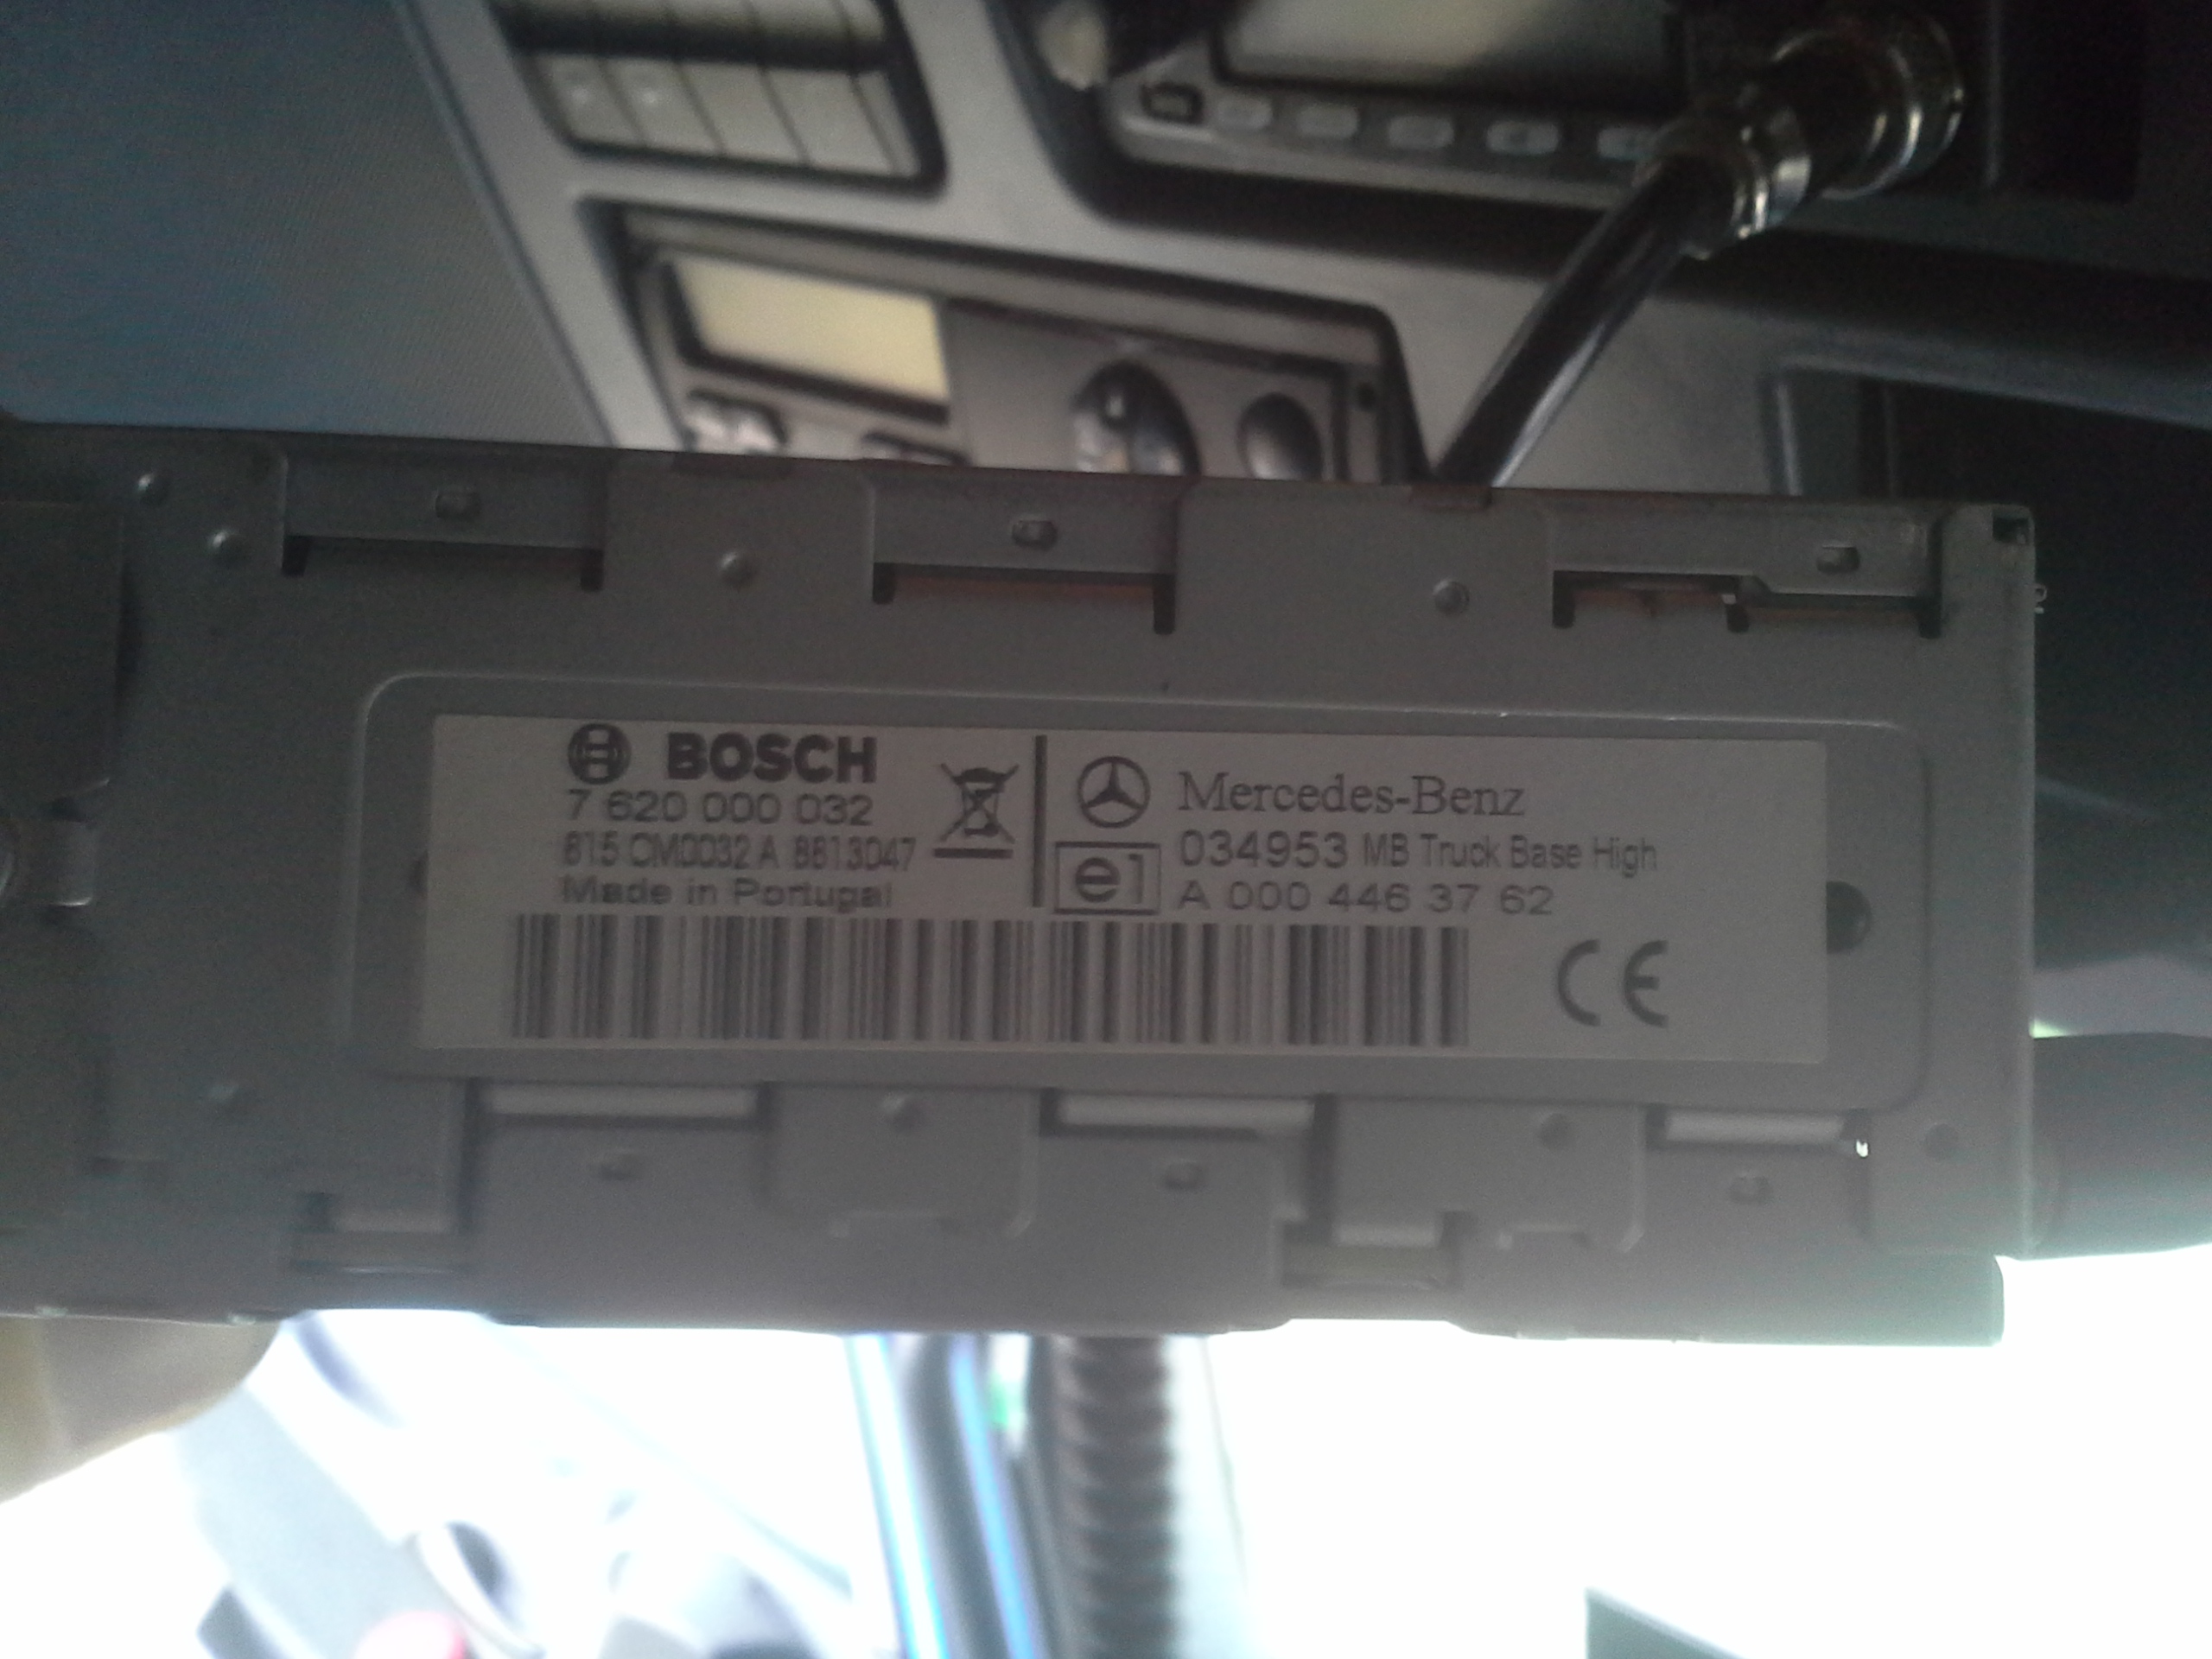 BOSCH
7 620 000 032
815 CM0032 A 8813047
Made in Portugal
Mercedes-Benz
e1
034953 MB Truck Base High
A 000 446 37 62
CE